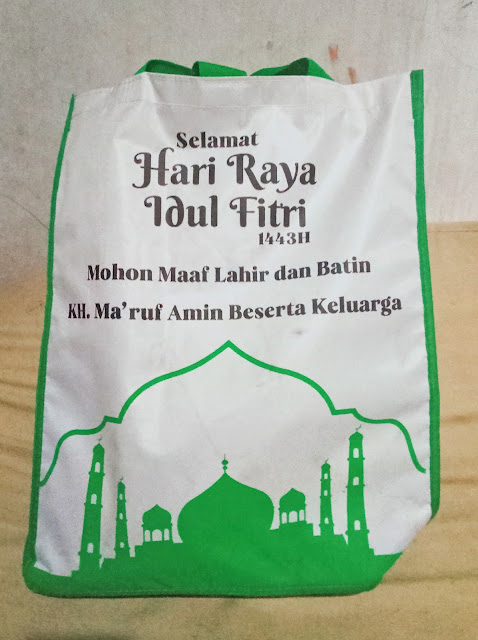 Selamat
Hari Raya
Idul Fitri
1443H
Mohon Maaf Lahir dan Batin
KH. Ma'ruf Amin Beserta Keluarga